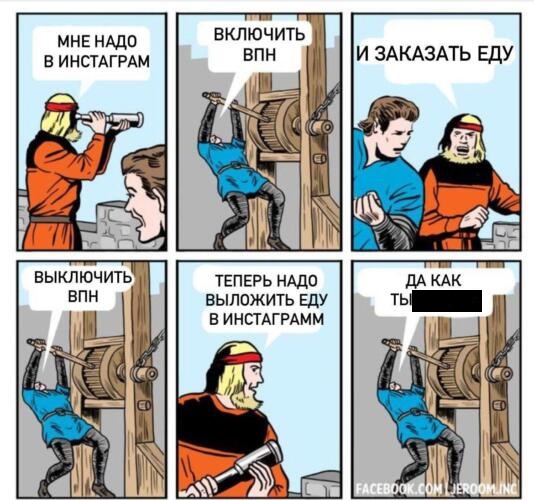 МНЕ НАДО
В ИНСТАГРАМ
ВКЛЮЧИТЬ
ВПН
И ЗАКАЗАТЬ ЕДУ
ВЫКЛЮЧИТЬ
ВПН
ТЕПЕРЬ НАДО
ВЫЛОЖИТЬ ЕДУ
В ИНСТАГРАММ
ДА КАК
ТЫ
FACEBOOK.COM/JEROOM.INC